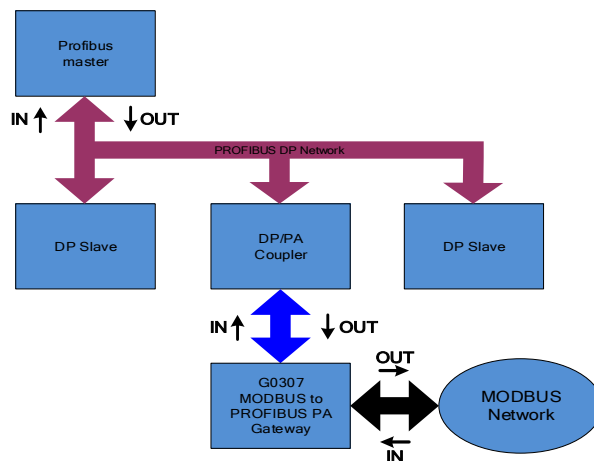 Profibus
master
IN
OUT
PROFIBUS DP Network
DP Slave
DP/PA
Coupler
DP Slave
IN
OUT
G0307
MODBUS to
PROFIBUS PA
Gateway
OUT
IN
MODBUS
Network